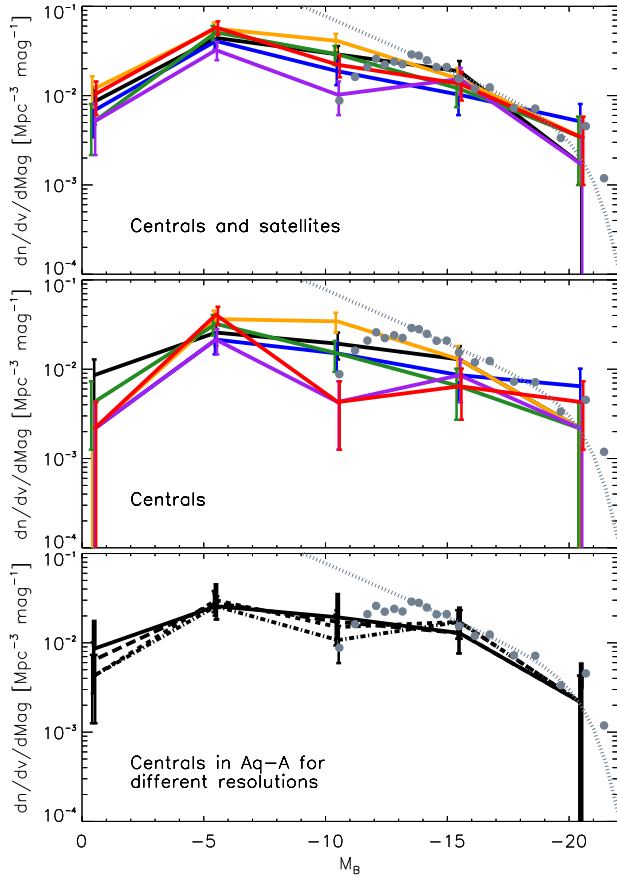 dn/dv/dMag [Mpc⁻³ mag⁻¹]
10⁻¹
10⁻²
10⁻³
10⁻⁴
Centrals and satellites
dn/dv/dMag [Mpc⁻³ mag⁻¹]
10⁻¹
10⁻²
10⁻³
10⁻⁴
Centrals
dn/dv/dMag [Mpc⁻³ mag⁻¹]
10⁻¹
10⁻²
10⁻³
10⁻⁴
Centrals in Aq-A for
different resolutions
0 -5 -10 -15 -20
M_B